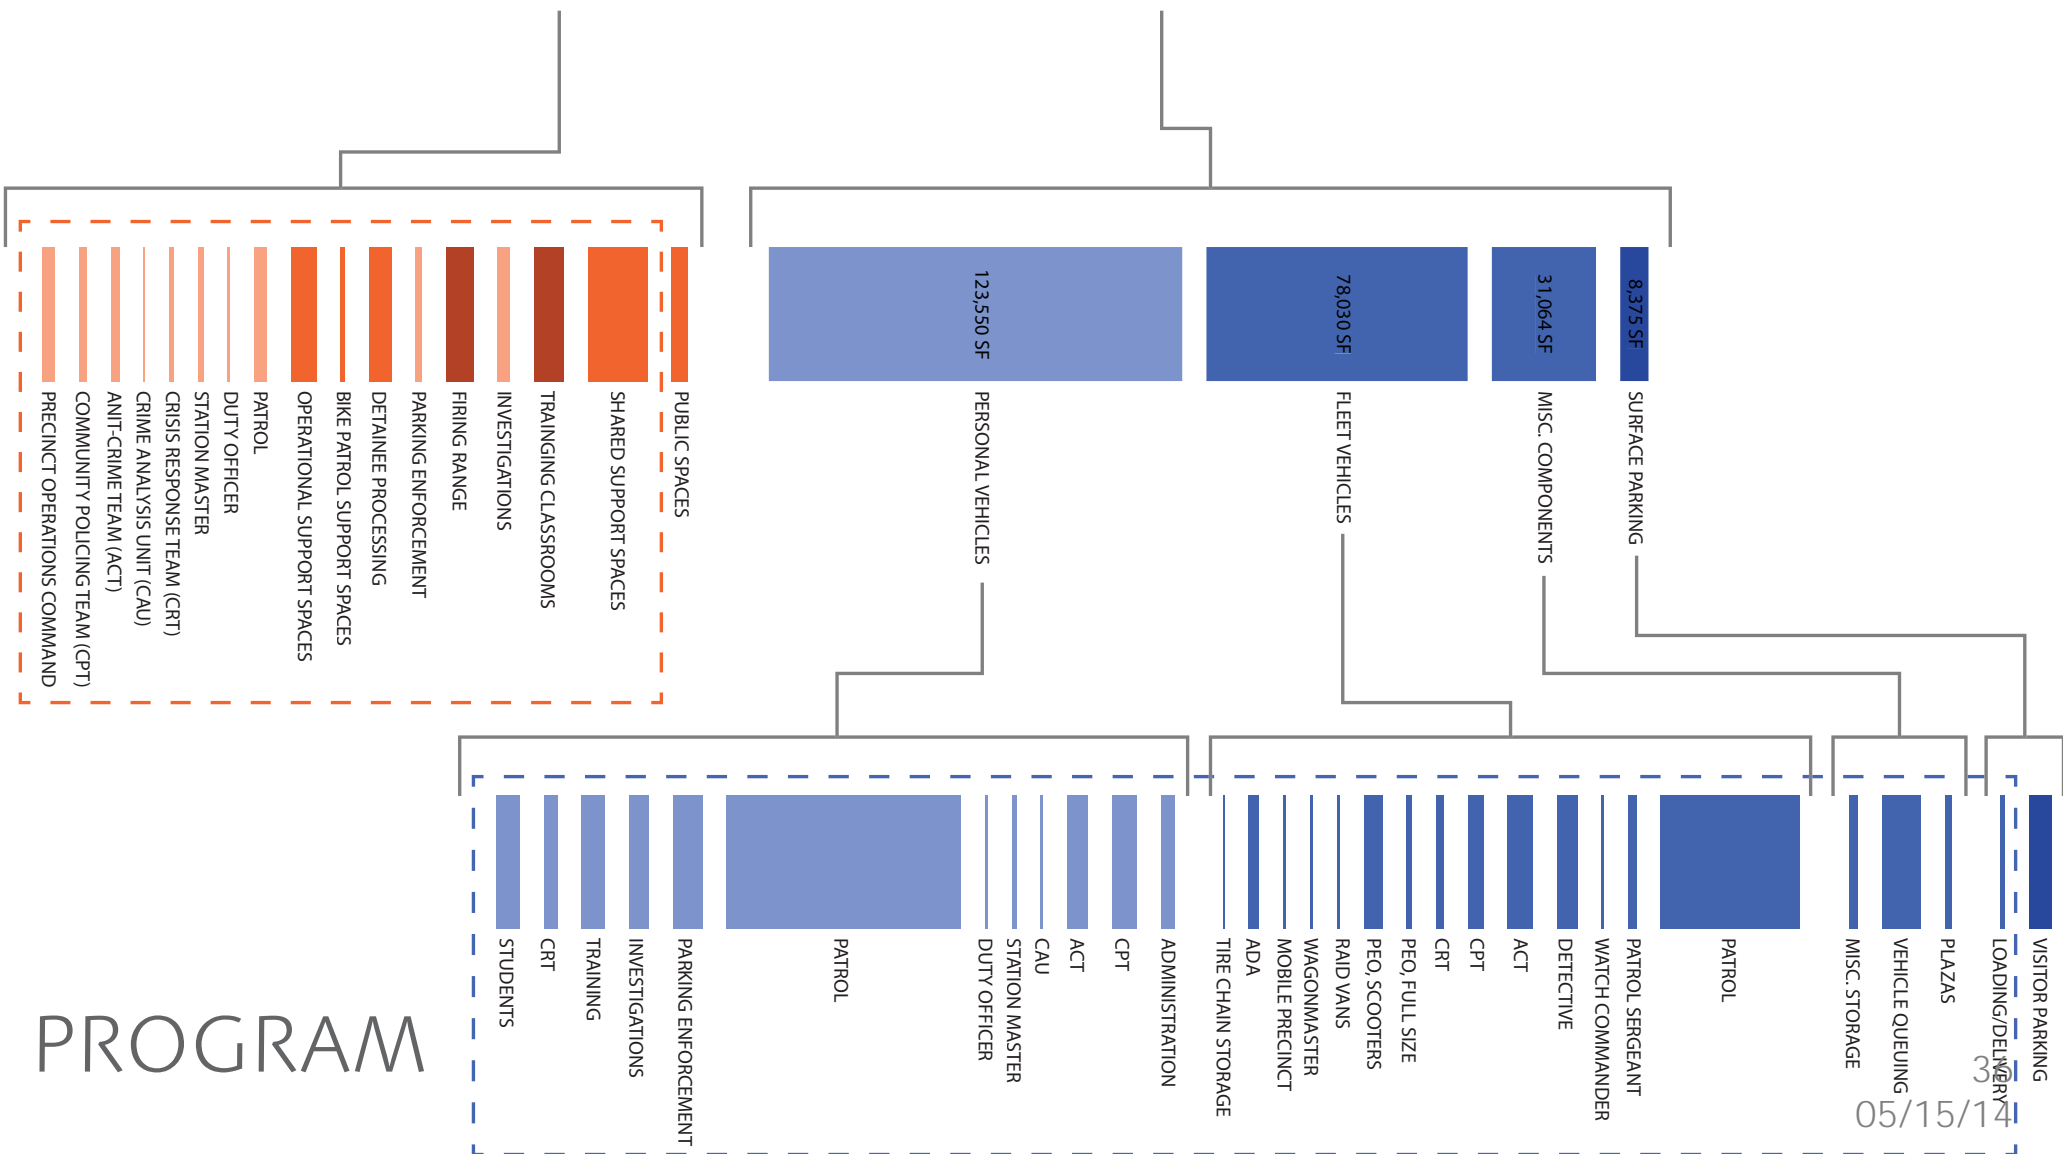 123,550 SF
78,030 SF
31,064 SF
8,375 SF
PRECINCT OPERATIONS COMMAND
COMMUNITY POLICING TEAM (CPT)
ANIT-CRIME TEAM (ACT)
CRIME ANALYSIS UNIT (CAU)
CRISIS RESPONSE TEAM (CRT)
STATION MASTER
DUTY OFFICER
PATROL
OPERATIONAL SUPPORT SPACES
BIKE PATROL SUPPORT SPACES
DETAINEE PROCESSING
PARKING ENFORCEMENT
FIRING RANGE
INVESTIGATIONS
TRAINGING CLASSROOMS
SHARED SUPPORT SPACES
PUBLIC SPACES
PERSONAL VEHICLES
FLEET VEHICLES
MISC. COMPONENTS
SURFACE PARKING
STUDENTS
CRT
TRAINING
INVESTIGATIONS
PARKING ENFORCEMENT
PATROL
DUTY OFFICER
STATION MASTER
CAU
ACT
CPT
ADMINISTRATION
TIRE CHAIN STORAGE
ADA
MOBILE PRECINCT
WAGONMASTER
RAID VANS
PEO, SCOOTERS
PEO, FULL SIZE
CRT
CPT
ACT
DETECTIVE
WATCH COMMANDER
PATROL SERGEANT
PATROL
MISC. STORAGE
VEHICLE QUEUING
PLAZAS
LOADING/DELIVERY
VISITOR PARKING
PROGRAM
36
05/15/14